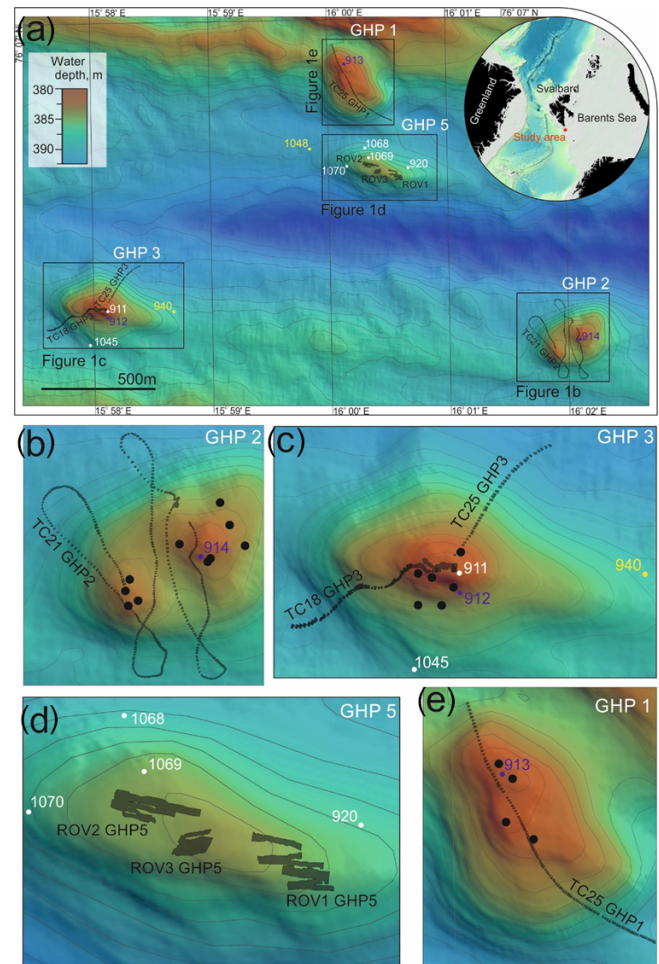 (a)
15° 58' E
15° 59' E
16° 00' E
16° 01' E
76° 07' N
Water
depth, m
380
385
390
GHP 1
913
TC25 GHP1
Figure 1e
GHP 5
1068
1048
ROV2
1069
920
1070
ROV3
ROV1
Figure 1d
Greenland
Svalbard
Barents Sea
Study area
GHP 3
TC25 GHP3
911
940
912
TC18 GHP3
1045
Figure 1c
500m
GHP 2
914
TC21 GHP2
Figure 1b
15° 58' E
15° 59' E
16° 00' E
16° 01' E
16° 02' E
(b)
GHP 2
TC21 GHP2
914
(c)
GHP 3
TC25 GHP3
911
940
912
TC18 GHP3
1045
(d)
GHP 5
1068
1069
1070
920
ROV2 GHP5
ROV3 GHP5
ROV1 GHP5
(e)
GHP 1
913
TC25 GHP1